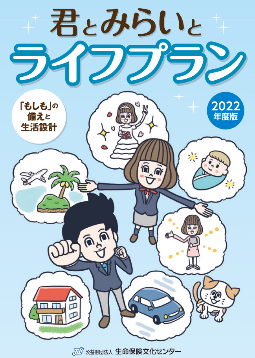 君とみらいと
ライフプラン
「もしも」の
備えと
生活設計
2022
年度版
公益財団法人 生命保険文化センター